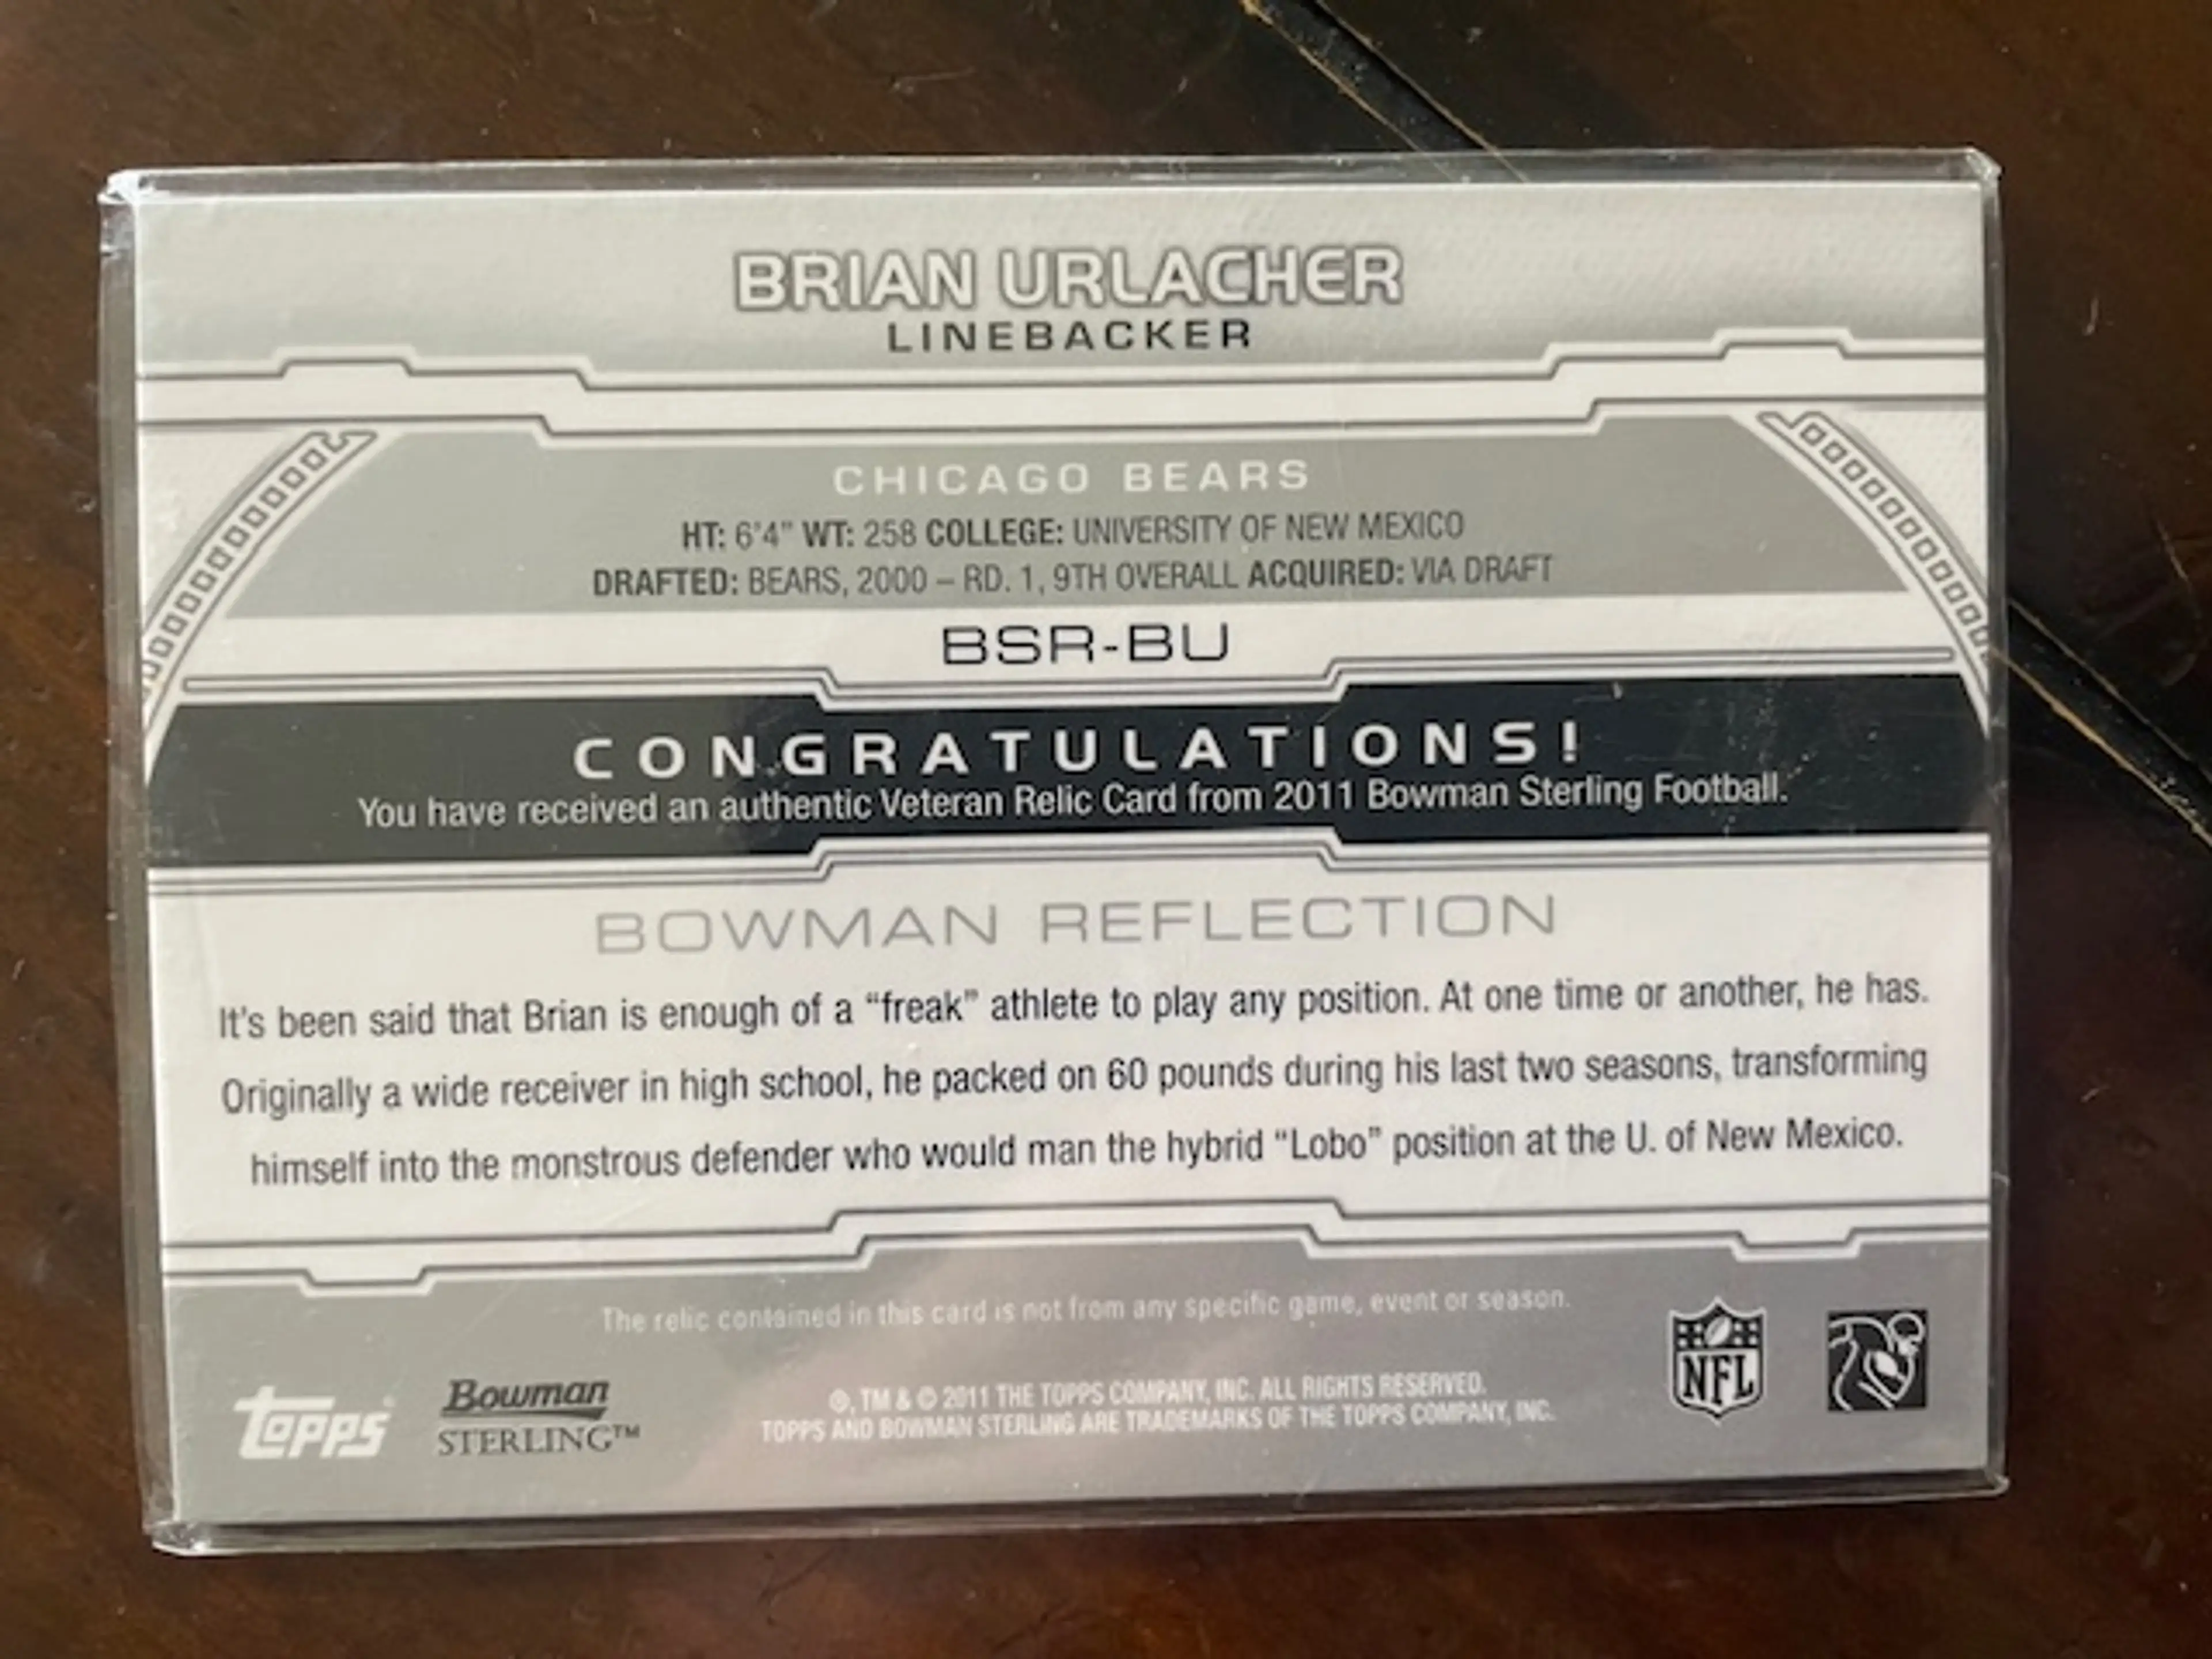 BRIAN URLACHER
LINEBACKER
CHICAGO BEARS
HT: 6'4" WT: 258 COLLEGE: UNIVERSITY OF NEW MEXICO
DRAFTED: BEARS, 2000 – RD. 1, 9TH OVERALL ACQUIRED: VIA DRAFT
BSR-BU
CONGRATULATIONS!
You have received an authentic Veteran Relic Card from 2011 Bowman Sterling Football.
BOWMAN REFLECTION
It's been said that Brian is enough of a “freak” athlete to play any position. At one time or another, he has.
Originally a wide receiver in high school, he packed on 60 pounds during his last two seasons, transforming
himself into the monstrous defender who would man the hybrid “Lobo” position at the U. of New Mexico.
The relic contained in this card is not from any specific game, event or season.
topps®
Bowman
STERLING™
®, TM & © 2011 THE TOPPS COMPANY, INC. ALL RIGHTS RESERVED.
TOPPS AND BOWMAN STERLING ARE TRADEMARKS OF THE TOPPS COMPANY, INC.
NFL